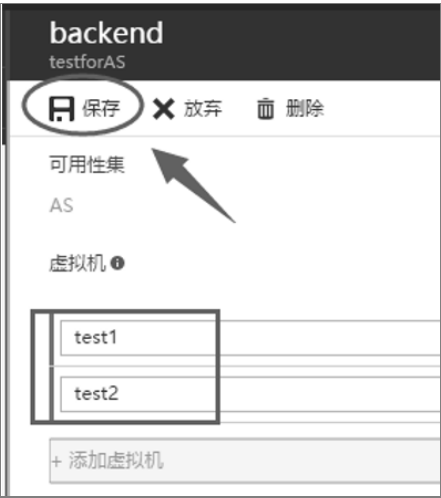 backend
testforAS
保存 放弃 删除
可用性集
AS
虚拟机
test1
test2
+ 添加虚拟机